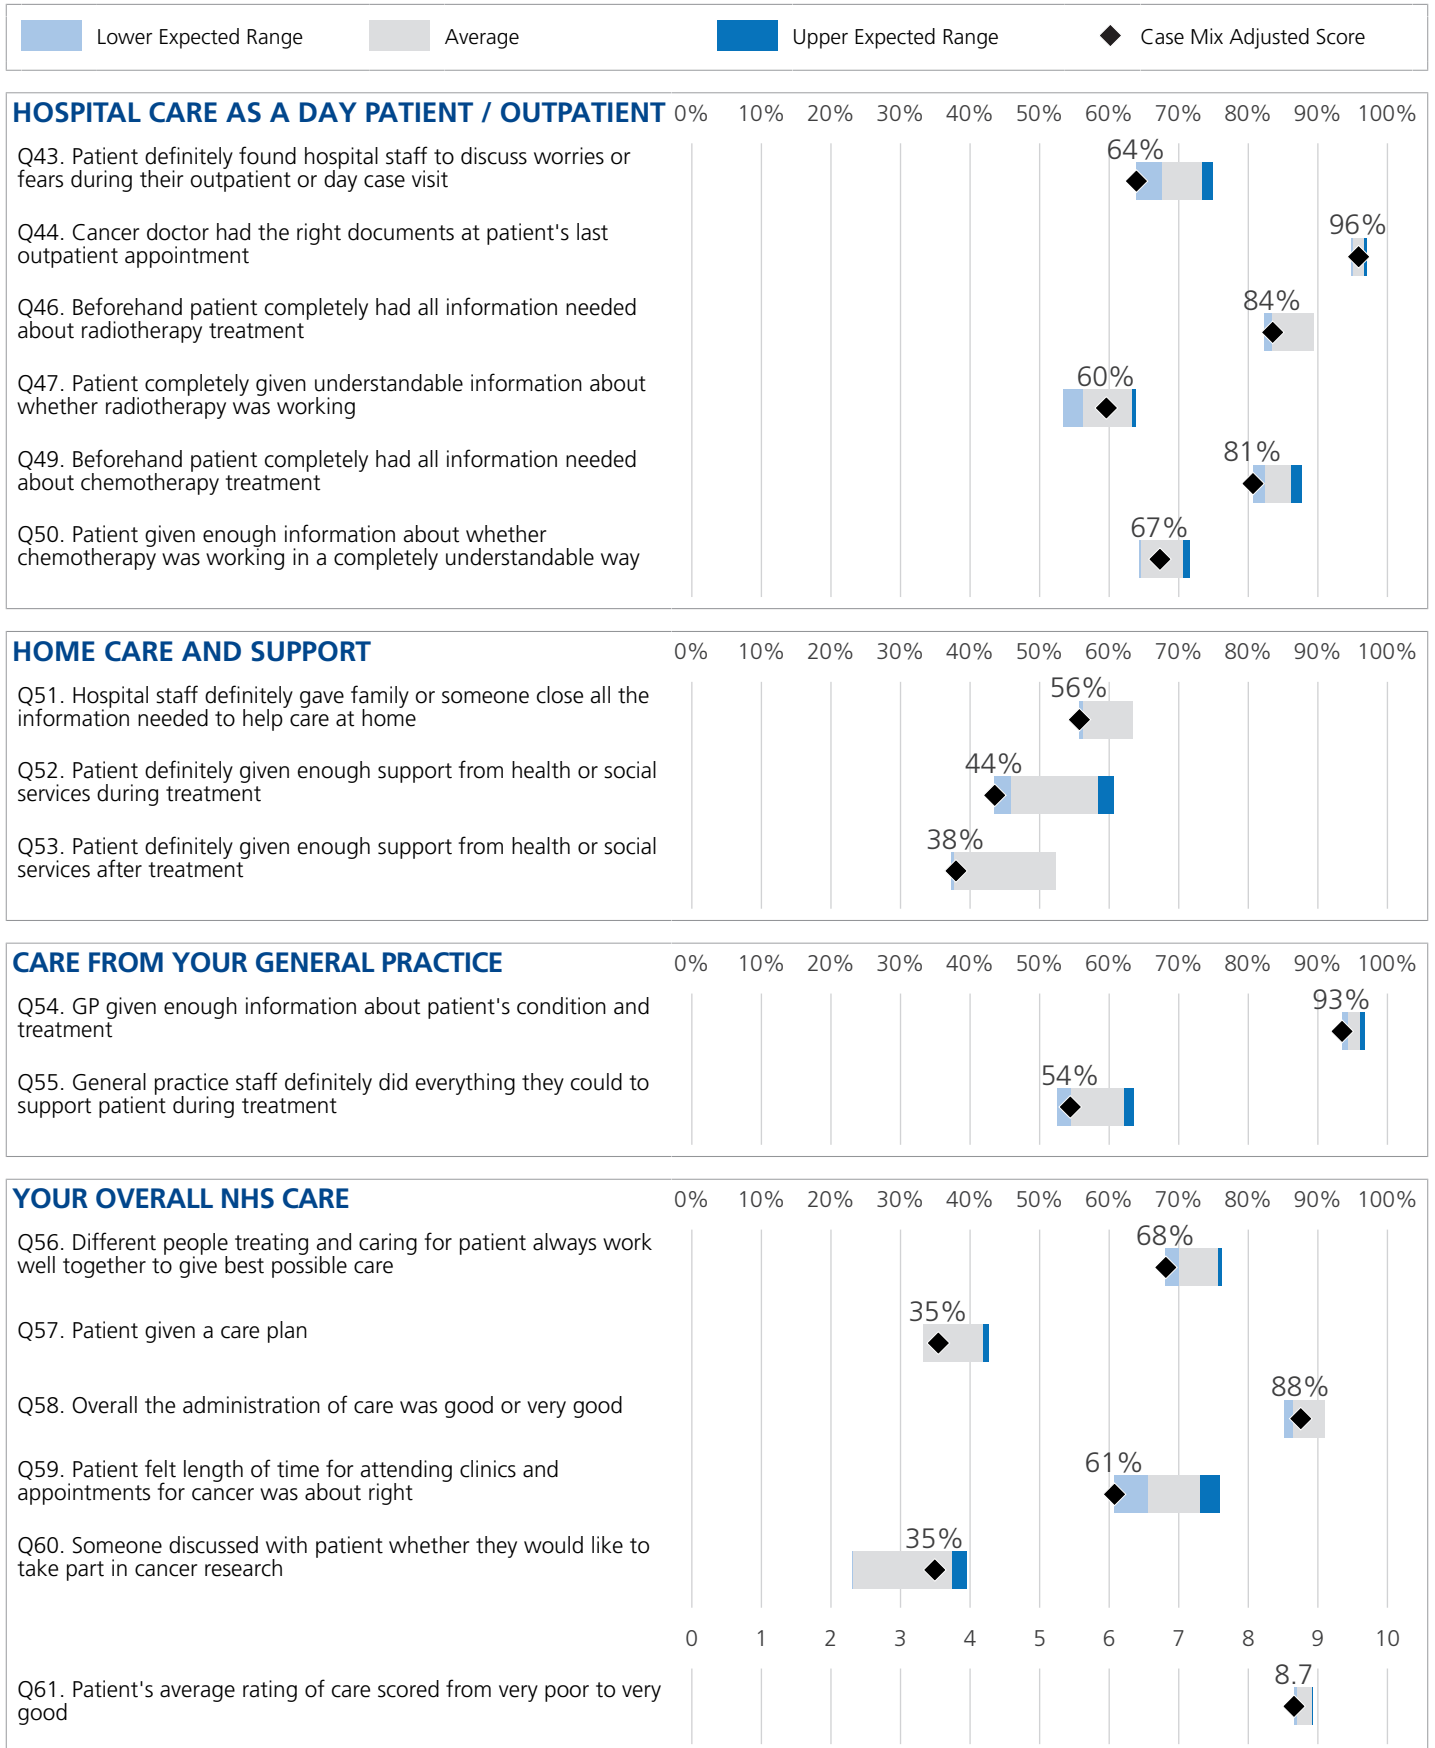 Lower Expected Range Average Upper Expected Range Case Mix Adjusted Score
HOSPITAL CARE AS A DAY PATIENT / OUTPATIENT 0% 10% 20% 30% 40% 50% 60% 70% 80% 90% 100%
Q43. Patient definitely found hospital staff to discuss worries or
fears during their outpatient or day case visit
64%
Q44. Cancer doctor had the right documents at patient's last
outpatient appointment
96%
Q46. Beforehand patient completely had all information needed
about radiotherapy treatment
84%
Q47. Patient completely given understandable information about
whether radiotherapy was working
60%
Q49. Beforehand patient completely had all information needed
about chemotherapy treatment
81%
Q50. Patient given enough information about whether
chemotherapy was working in a completely understandable way
67%
HOME CARE AND SUPPORT 0% 10% 20% 30% 40% 50% 60% 70% 80% 90% 100%
Q51. Hospital staff definitely gave family or someone close all the
information needed to help care at home
56%
Q52. Patient definitely given enough support from health or social
services during treatment
44%
Q53. Patient definitely given enough support from health or social
services after treatment
38%
CARE FROM YOUR GENERAL PRACTICE 0% 10% 20% 30% 40% 50% 60% 70% 80% 90% 100%
Q54. GP given enough information about patient's condition and
treatment
93%
Q55. General practice staff definitely did everything they could to
support patient during treatment
54%
YOUR OVERALL NHS CARE 0% 10% 20% 30% 40% 50% 60% 70% 80% 90% 100%
Q56. Different people treating and caring for patient always work
well together to give best possible care
68%
Q57. Patient given a care plan
35%
Q58. Overall the administration of care was good or very good
88%
Q59. Patient felt length of time for attending clinics and
appointments for cancer was about right
61%
Q60. Someone discussed with patient whether they would like to
take part in cancer research
35%
0 1 2 3 4 5 6 7 8 9 10
Q61. Patient's average rating of care scored from very poor to very
good
8.7